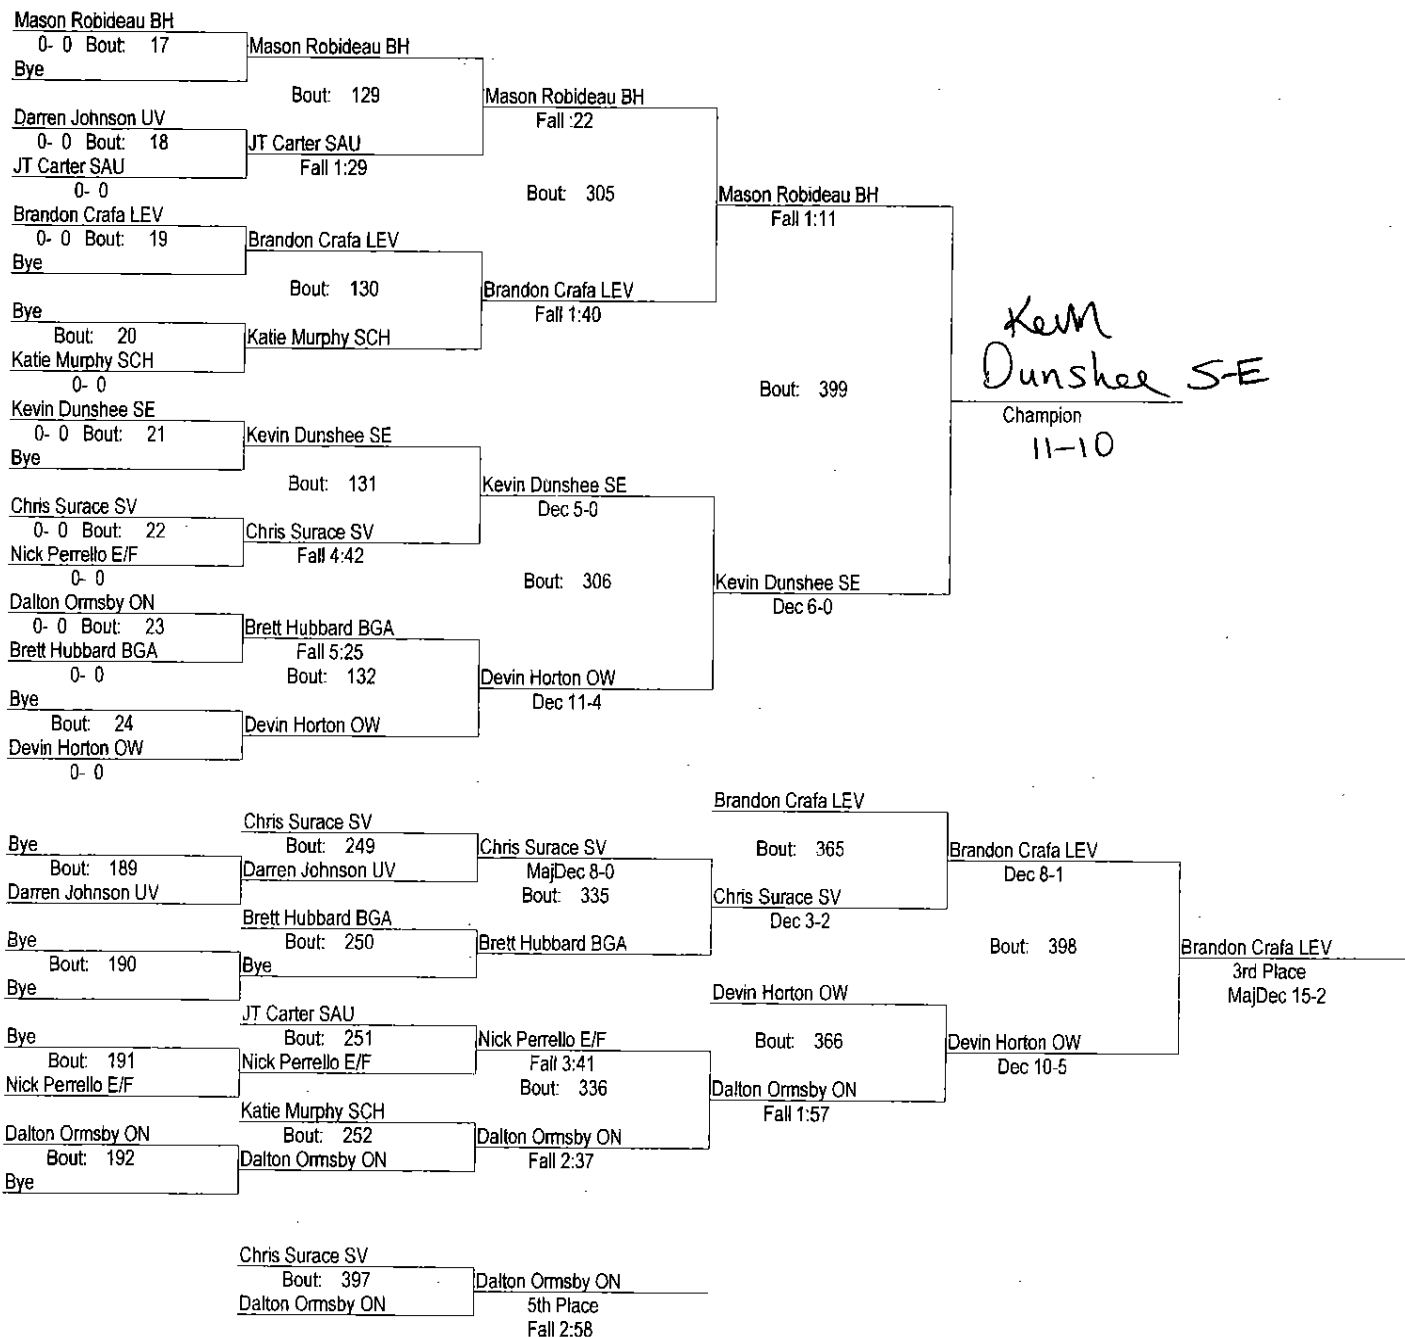 Mason Robideau BH
0- 0 Bout: 17
Bye
Mason Robideau BH
Bout: 129
Darren Johnson UV
0- 0 Bout: 18
JT Carter SAU
0- 0
JT Carter SAU
Fall 1:29
Mason Robideau BH
Fall :22
Bout: 305
Brandon Crafa LEV
0- 0 Bout: 19
Bye
Brandon Crafa LEV
Bout: 130
Bye
Bout: 20
Katie Murphy SCH
0- 0
Katie Murphy SCH
Brandon Crafa LEV
Fall 1:40
Mason Robideau BH
Fall 1:11
Bout: 399
Kevin
Dunshee S-E
Champion
11-10
Kevin Dunshee SE
0- 0 Bout: 21
Bye
Kevin Dunshee SE
Bout: 131
Chris Surace SV
0- 0 Bout: 22
Nick Perrello E/F
0- 0
Chris Surace SV
Fall 4:42
Kevin Dunshee SE
Dec 5-0
Bout: 306
Kevin Dunshee SE
Dec 6-0
Dalton Ormsby ON
0- 0 Bout: 23
Brett Hubbard BGA
0- 0
Brett Hubbard BGA
Fall 5:25
Bout: 132
Bye
Bout: 24
Devin Horton OW
0- 0
Devin Horton OW
Devin Horton OW
Dec 11-4
Bye
Bout: 189
Darren Johnson UV
Chris Surace SV
Bout: 249
Darren Johnson UV
Chris Surace SV
MajDec 8-0
Bout: 335
Bye
Bout: 190
Bye
Brett Hubbard BGA
Bout: 250
Bye
Brett Hubbard BGA
Brandon Crafa LEV
Bout: 365
Chris Surace SV
Dec 3-2
Brandon Crafa LEV
Dec 8-1
Bout: 398
Brandon Crafa LEV
3rd Place
MajDec 15-2
Bye
Bout: 191
Nick Perrello E/F
JT Carter SAU
Bout: 251
Nick Perrello E/F
Nick Perrello E/F
Fall 3:41
Bout: 336
Dalton Ormsby ON
Bout: 192
Bye
Katie Murphy SCH
Bout: 252
Dalton Ormsby ON
Dalton Ormsby ON
Fall 2:37
Devin Horton OW
Bout: 366
Dalton Ormsby ON
Fall 1:57
Devin Horton OW
Dec 10-5
Chris Surace SV
Bout: 397
Dalton Ormsby ON
Dalton Ormsby ON
5th Place
Fall 2:58